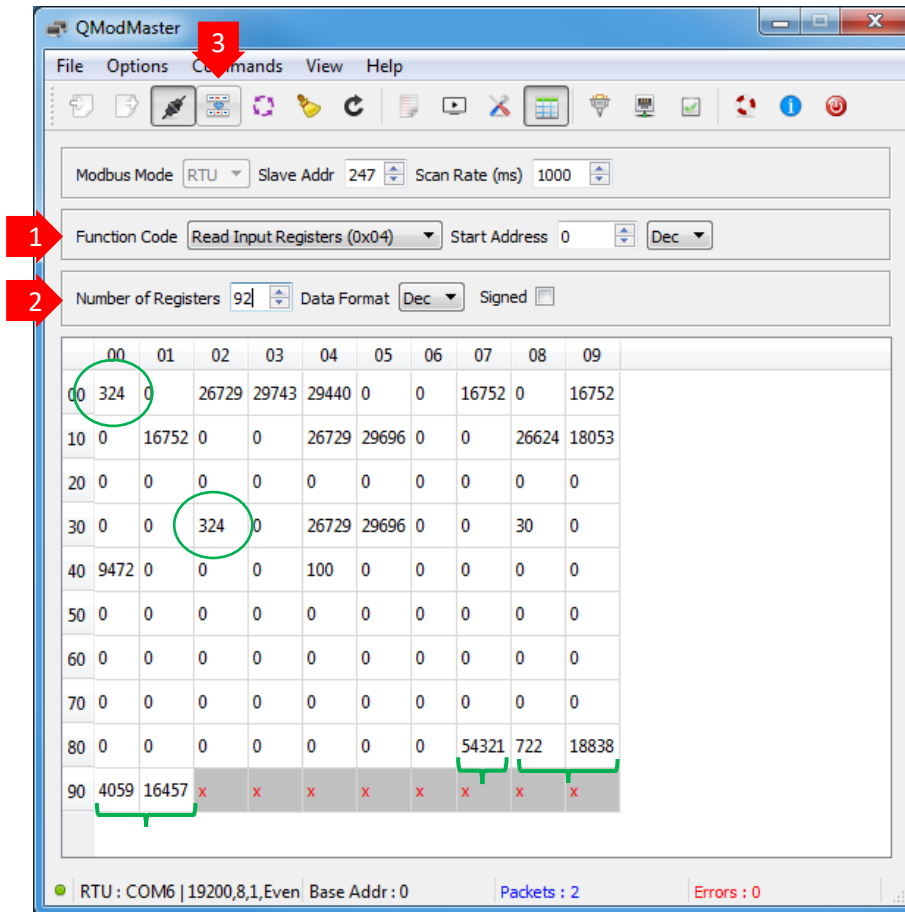 QModMaster
3
File Options Commands View Help
Modbus Mode RTU Slave Addr 247 Scan Rate (ms) 1000
1
Function Code Read Input Registers (0x04) Start Address 0 Dec
2
Number of Registers 92 Data Format Dec Signed
00 01 02 03 04 05 06 07 08 09
00 324 0 26729 29743 29440 0 0 16752 0 16752
10 0 16752 0 0 26729 29696 0 0 26624 18053
20 0 0 0 0 0 0 0 0 0 0
30 0 0 324 0 26729 29696 0 0 30 0
40 9472 0 0 0 100 0 0 0 0 0
50 0 0 0 0 0 0 0 0 0 0
60 0 0 0 0 0 0 0 0 0 0
70 0 0 0 0 0 0 0 0 0 0
80 0 0 0 0 0 0 0 54321 722 18838
90 4059 16457 x x x x x x x x
RTU : COM6 | 19200,8,1,Even Base Addr : 0 Packets : 2 Errors : 0